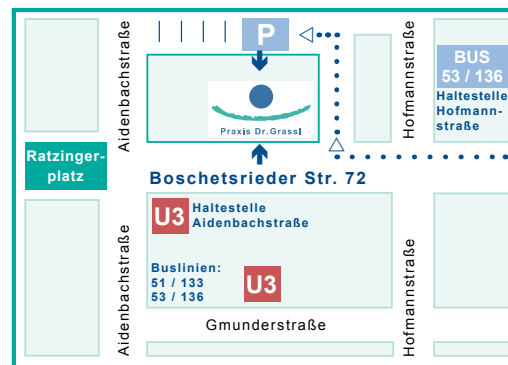 Aidenbachstraße
P
Hofmannstraße
BUS
53 / 136
Haltestelle
Hofmann-
straße
Praxis Dr.Grassl
Ratzinger-
platz
Boschetsrieder Str. 72
U3
Haltestelle
Aidenbachstraße
Aidenbachstraße
Buslinien:
51 / 133
53 / 136
U3
Hofmannstraße
Gmunderstraße